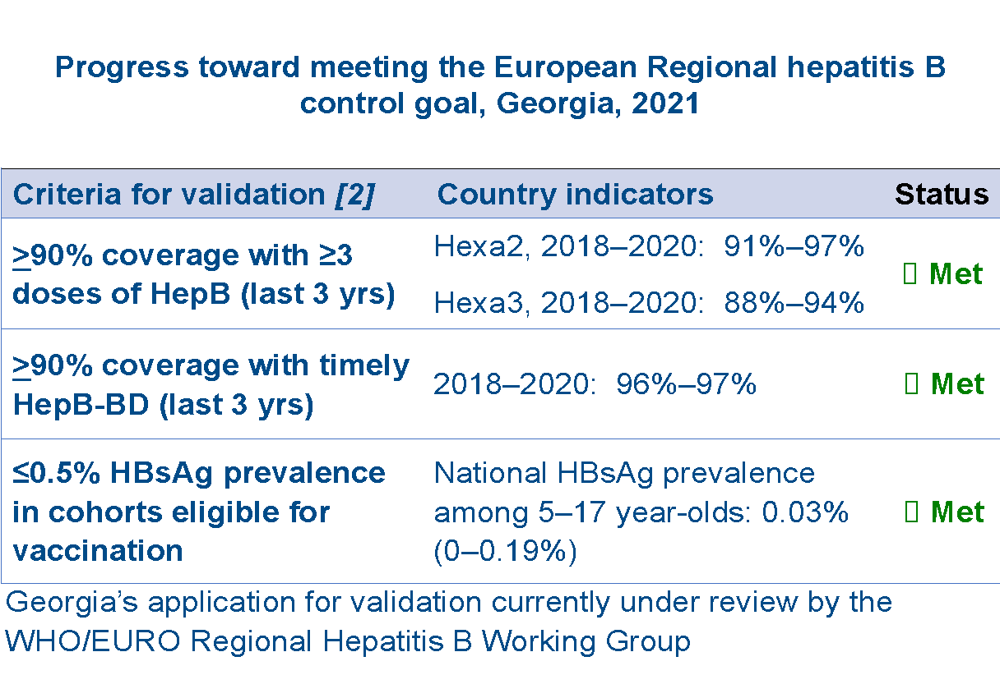 Progress toward meeting the European Regional hepatitis B
control goal, Georgia, 2021
Criteria for validation [2] Country indicators Status
≥90% coverage with ≥3
doses of HepB (last 3 yrs)
Hexa2, 2018–2020: 91%–97%
Hexa3, 2018–2020: 88%–94%
▯ Met
≥90% coverage with timely
HepB-BD (last 3 yrs)
2018–2020: 96%–97%
▯ Met
≤0.5% HBsAg prevalence
in cohorts eligible for
vaccination
National HBsAg prevalence
among 5–17 year-olds: 0.03%
(0–0.19%)
▯ Met
Georgia’s application for validation currently under review by the
WHO/EURO Regional Hepatitis B Working Group